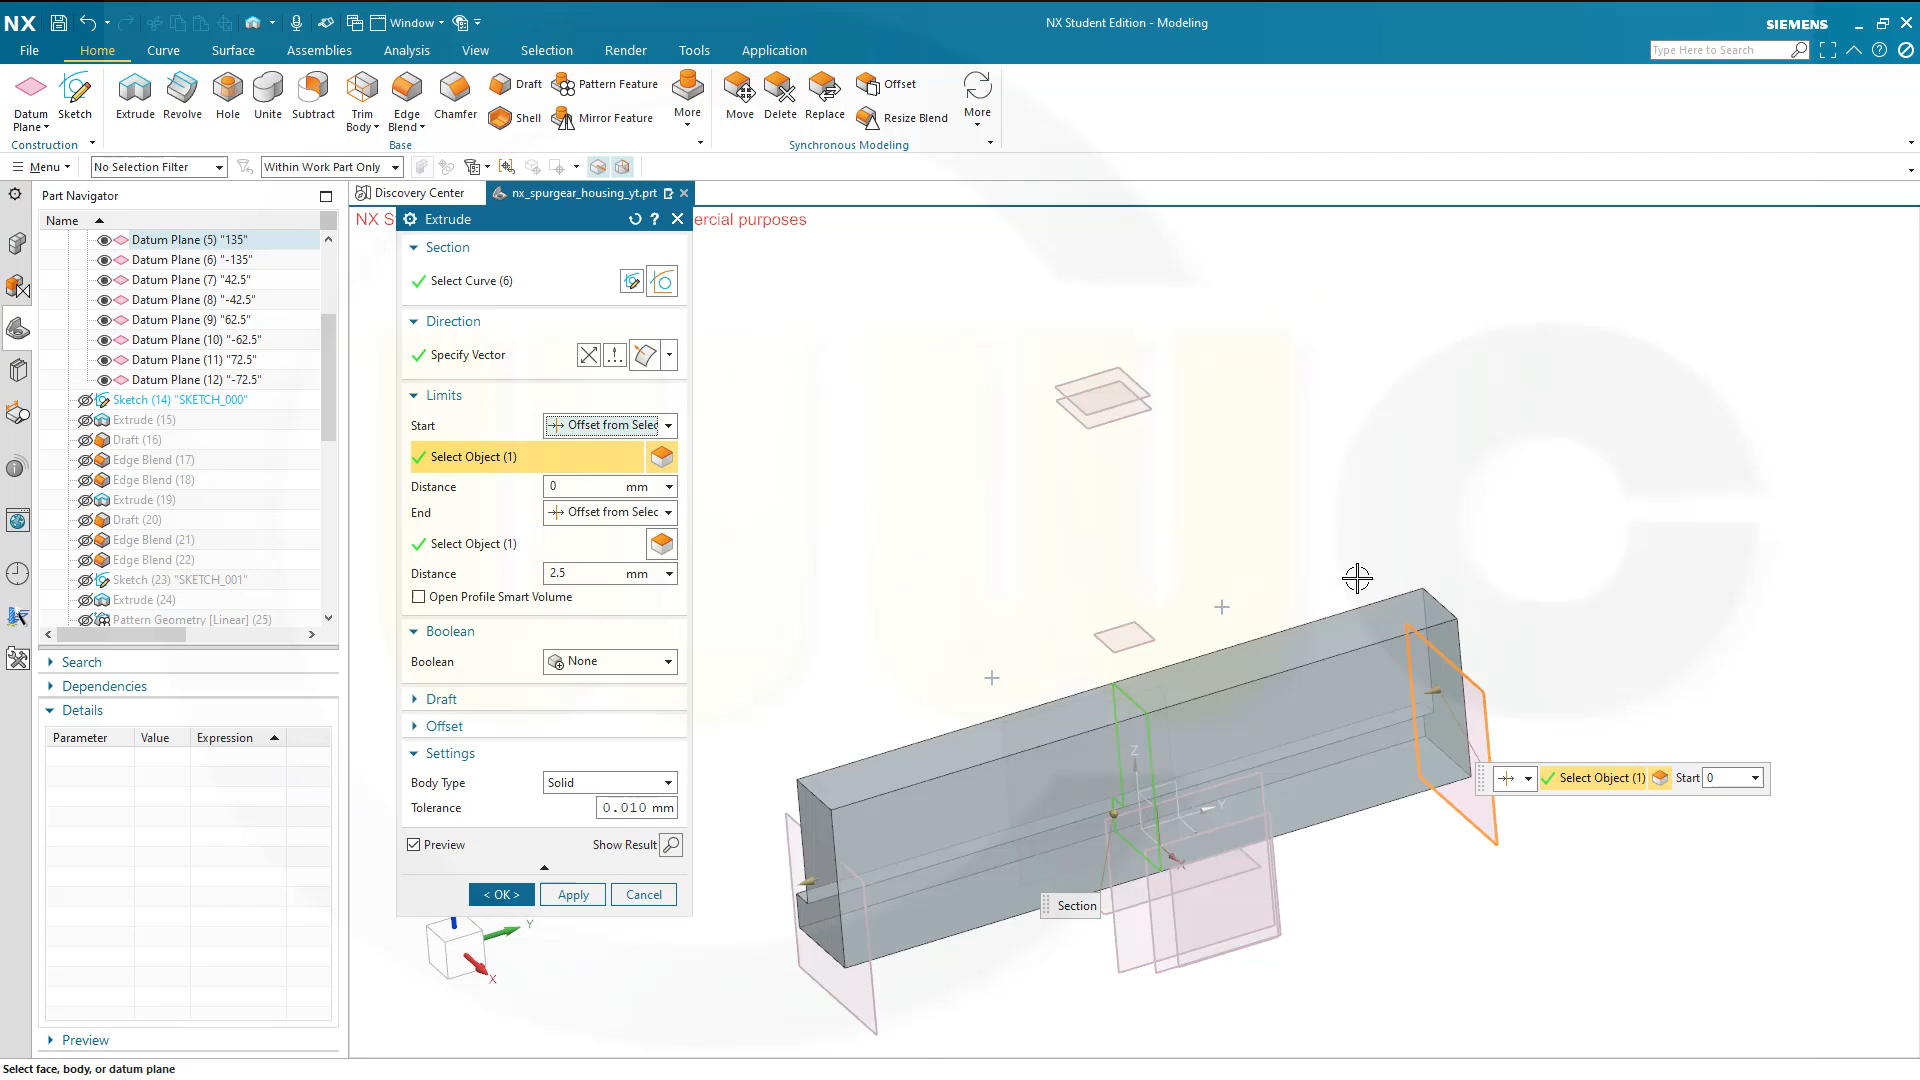 NX
Window
NX Student Edition - Modeling
SIEMENS
File
Home
Curve
Surface
Assemblies
Analysis
View
Selection
Render
Tools
Application
Type Here to Search
Datum Plane
Sketch
Extrude
Revolve
Hole
Unite
Subtract
Trim Body
Edge Blend
Chamfer
Draft
Shell
Pattern Feature
Mirror Feature
More
Move
Delete
Replace
Offset
Resize Blend
More
Construction
Base
Synchronous Modeling
Menu
No Selection Filter
Within Work Part Only
Part Navigator
Discovery Center
nx_spurgear_housing_yt.prt
Name
Datum Plane (5) "135"
Datum Plane (6) "-135"
Datum Plane (7) "42.5"
Datum Plane (8) "-42.5"
Datum Plane (9) "62.5"
Datum Plane (10) "-62.5"
Datum Plane (11) "72.5"
Datum Plane (12) "-72.5"
Sketch (14) "SKETCH_000"
Extrude (15)
Draft (16)
Edge Blend (17)
Edge Blend (18)
Extrude (19)
Draft (20)
Edge Blend (21)
Edge Blend (22)
Sketch (23) "SKETCH_001"
Extrude (24)
Pattern Geometry [Linear] (25)
Search
Dependencies
Details
Parameter
Value
Expression
Preview
NX S
ercial purposes
Extrude
Section
Select Curve (6)
Direction
Specify Vector
Limits
Start
Offset from Selec
Select Object (1)
Distance
0
mm
End
Offset from Selec
Select Object (1)
Distance
2.5
mm
Open Profile Smart Volume
Boolean
Boolean
None
Draft
Offset
Settings
Body Type
Solid
Tolerance
0.010 mm
Preview
Show Result
< OK >
Apply
Cancel
Select Object (1)
Start
0
Section
Z
Y
X
Y
X
Select face, body, or datum plane